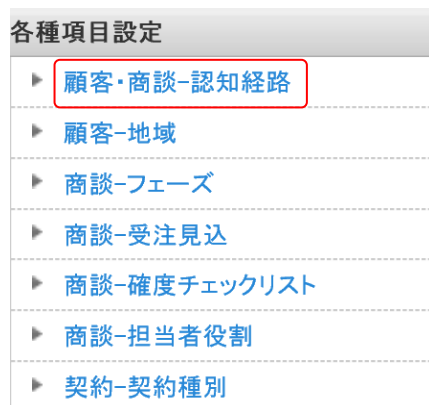 各種項目設定
顧客・商談-認知経路
顧客-地域
商談-フェーズ
商談-受注見込
商談-確度チェックリスト
商談-担当者役割
契約-契約種別